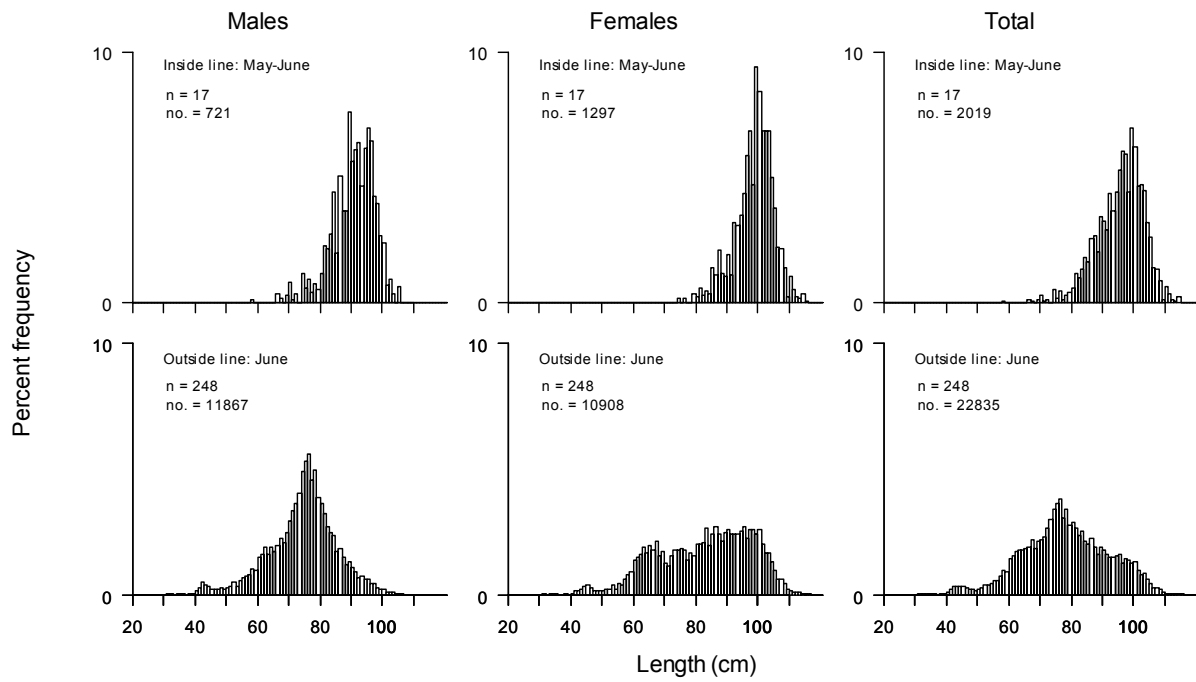 Males
Females
Total
Percent frequency
10
Inside line: May-June
n = 17
no. = 721
0
Inside line: May-June
n = 17
no. = 1297
10
0
Inside line: May-June
n = 17
no. = 2019
10
0
10
Outside line: June
n = 248
no. = 11867
0
20 40 60 80 100
10
Outside line: June
n = 248
no. = 10908
0
20 40 60 80 100
10
Outside line: June
n = 248
no. = 22835
0
20 40 60 80 100
Length (cm)